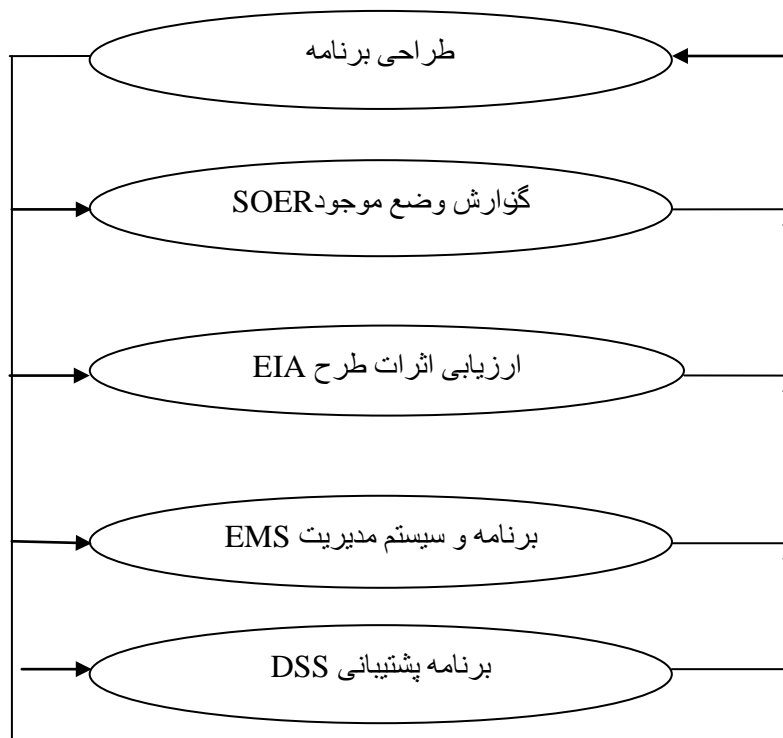 طراحی برنامه
گزارش وضع موجودSOER
ارزیابی اثرات طرح EIA
برنامه و سیستم مدیریت EMS
برنامه پشتیبانی DSS